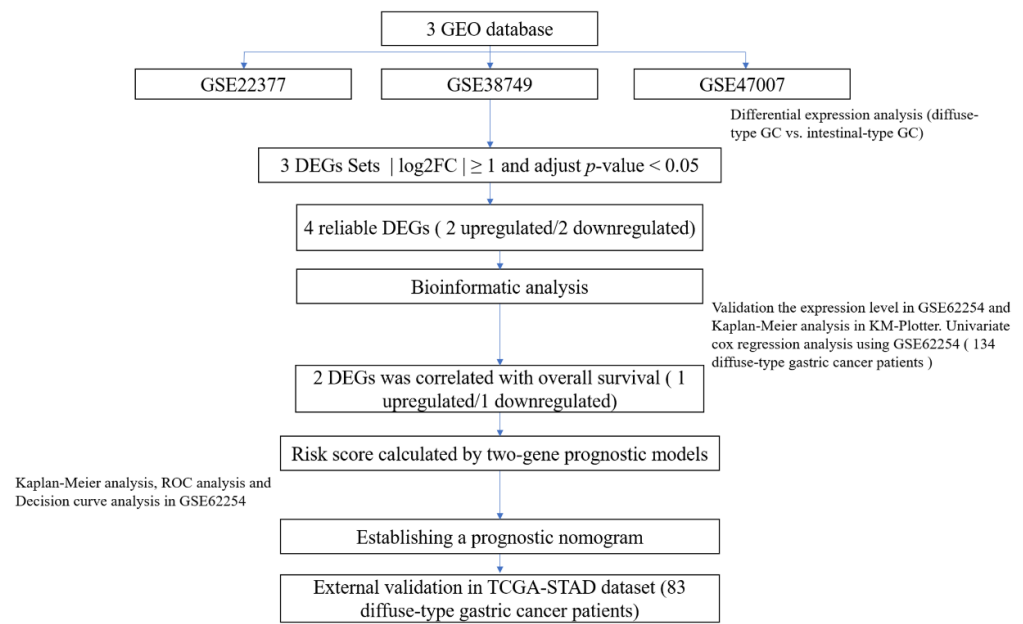 3 GEO database
GSE22377
GSE38749
GSE47007
Differential expression analysis (diffuse-
type GC vs. intestinal-type GC)
3 DEGs Sets | log2FC | ≥ 1 and adjust p-value < 0.05
4 reliable DEGs ( 2 upregulated/2 downregulated)
Bioinformatic analysis
Validation the expression level in GSE62254 and
Kaplan-Meier analysis in KM-Plotter. Univariate
cox regression analysis using GSE62254 ( 134
diffuse-type gastric cancer patients )
2 DEGs was correlated with overall survival ( 1
upregulated/1 downregulated)
Risk score calculated by two-gene prognostic models
Kaplan-Meier analysis, ROC analysis and
Decision curve analysis in GSE62254
Establishing a prognostic nomogram
External validation in TCGA-STAD dataset (83
diffuse-type gastric cancer patients)